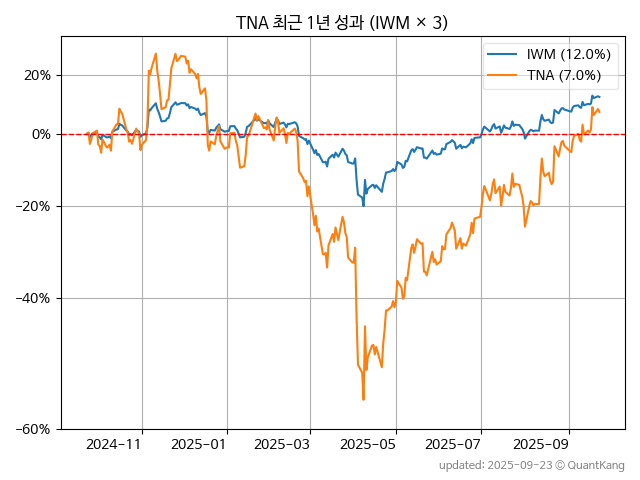 TNA 최근 1년 성과 (IWM × 3)
IWM (12.0%)
TNA (7.0%)
20%
0%
−20%
−40%
−60%
2024−11
2025−01
2025−03
2025−05
2025−07
2025−09
updated: 2025-09-23 © QuantKang